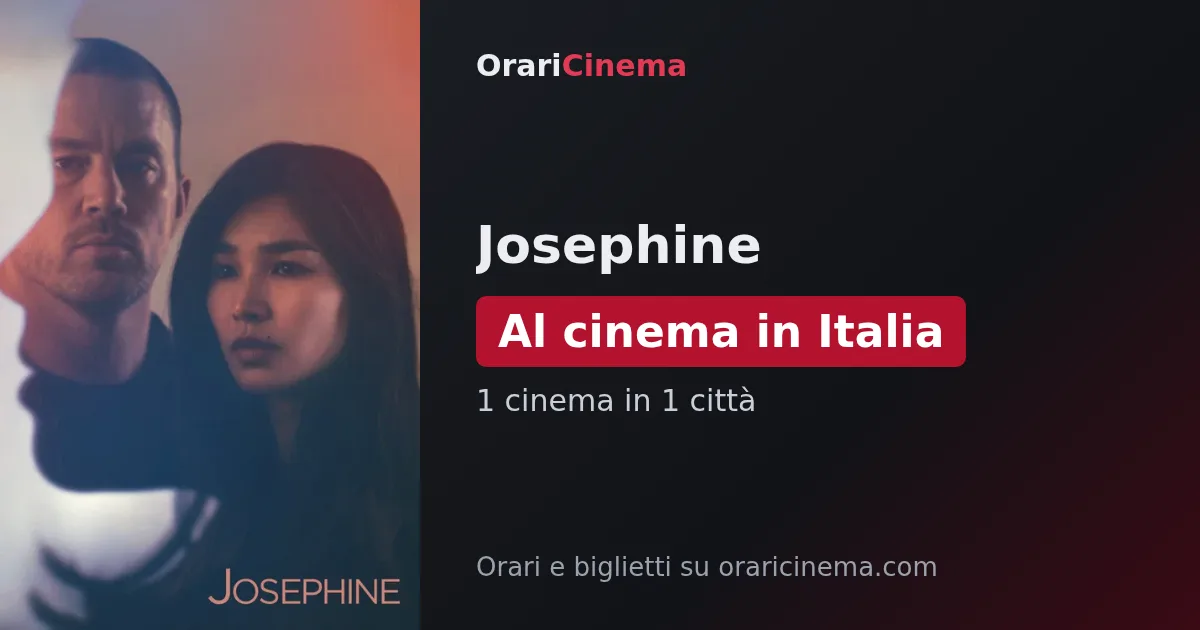 OrariCinema
Josephine
Al cinema in Italia
1 cinema in 1 città
Orari e biglietti su oraricinema.com
JOSEPHINE